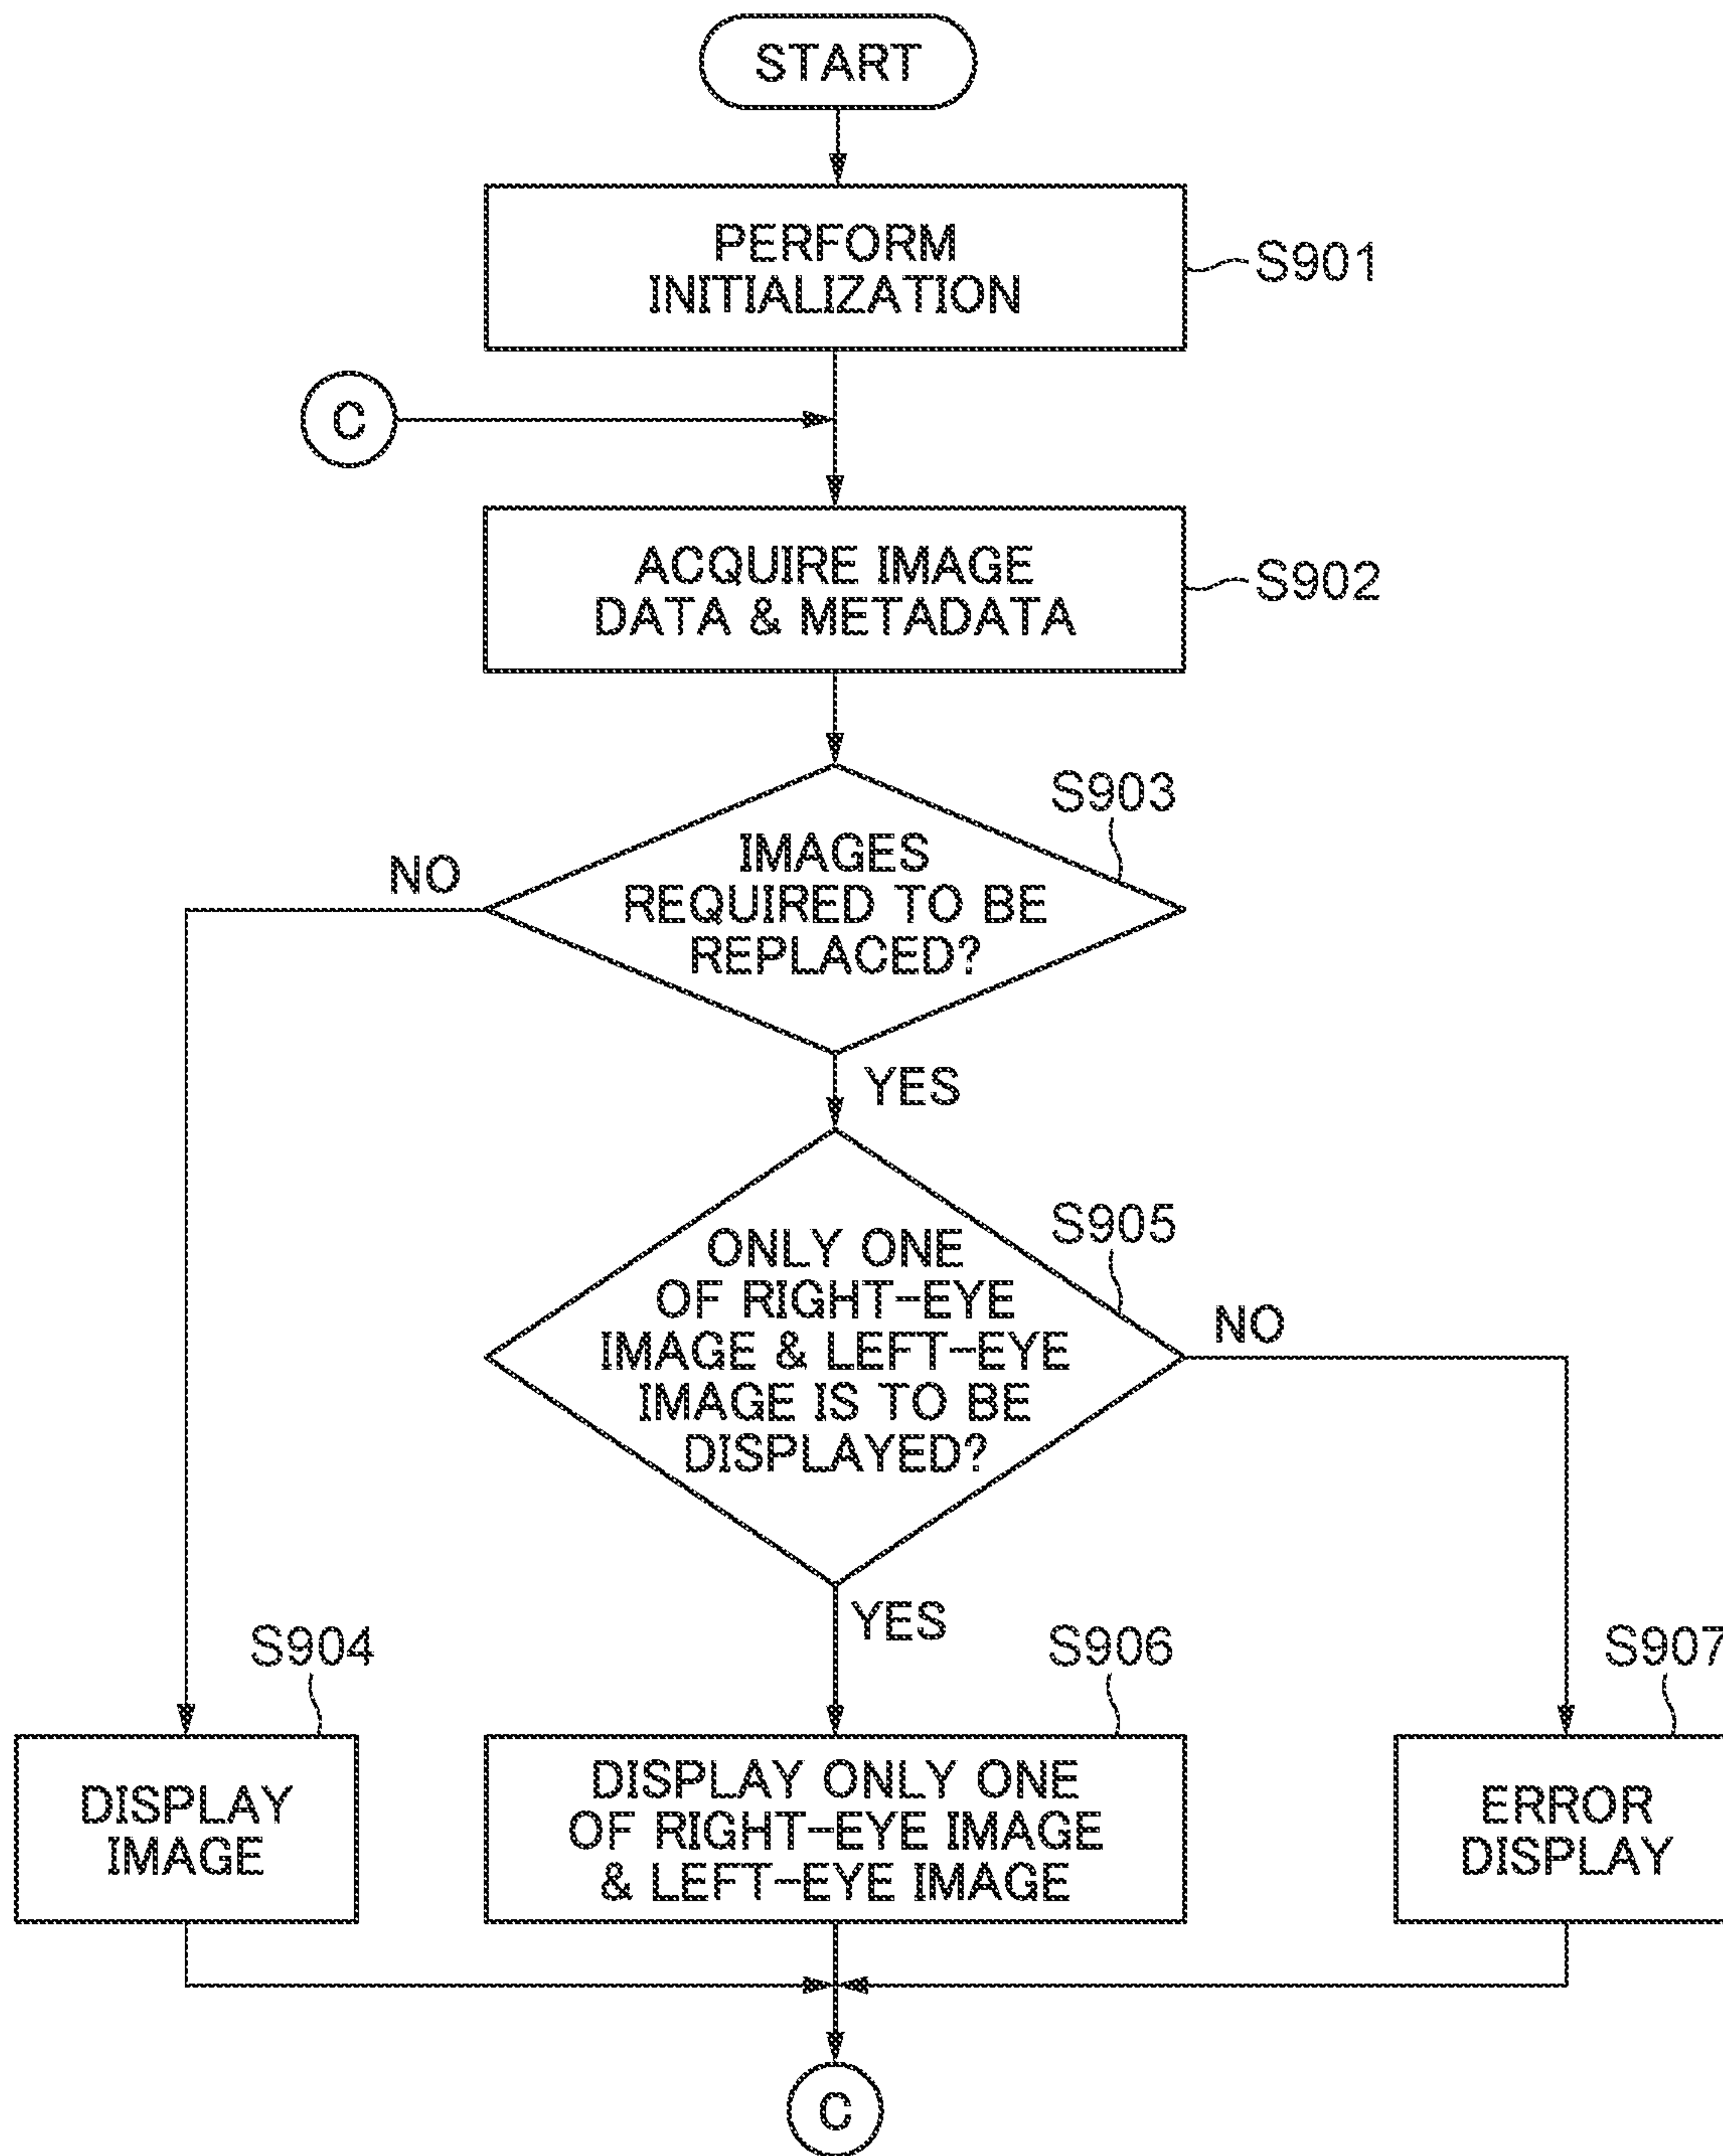 START
PERFORM
INITIALIZATION
S901
C
ACQUIRE IMAGE
DATA & METADATA
S902
S903
IMAGES
REQUIRED TO BE
REPLACED?
NO
YES
S905
ONLY ONE
OF RIGHT-EYE
IMAGE & LEFT-EYE
IMAGE IS TO BE
DISPLAYED?
NO
YES
S904
DISPLAY
IMAGE
S906
DISPLAY ONLY ONE
OF RIGHT-EYE IMAGE
& LEFT-EYE IMAGE
S907
ERROR
DISPLAY
C